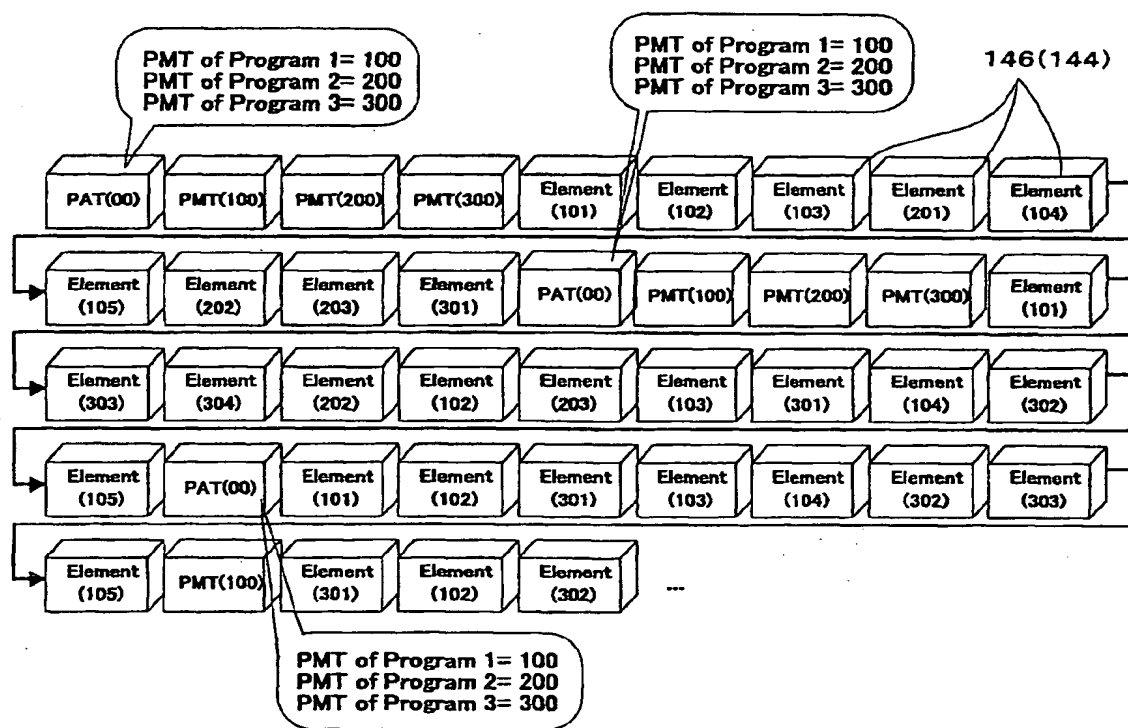 PMT of Program 1= 100
PMT of Program 2= 200
PMT of Program 3= 300
PMT of Program 1= 100
PMT of Program 2= 200
PMT of Program 3= 300
146(144)
PAT(00) PMT(100) PMT(200) PMT(300) Element (101) Element (102) Element (103) Element (201) Element (104)
Element (105) Element (202) Element (203) Element (301) PAT(00) PMT(100) PMT(200) PMT(300) Element (101)
Element (303) Element (304) Element (202) Element (102) Element (203) Element (103) Element (301) Element (104) Element (302)
Element (105) PAT(00) Element (101) Element (102) Element (301) Element (103) Element (104) Element (302) Element (303)
Element (105) PMT(100) Element (301) Element (102) Element (302) ...
PMT of Program 1= 100
PMT of Program 2= 200
PMT of Program 3= 300